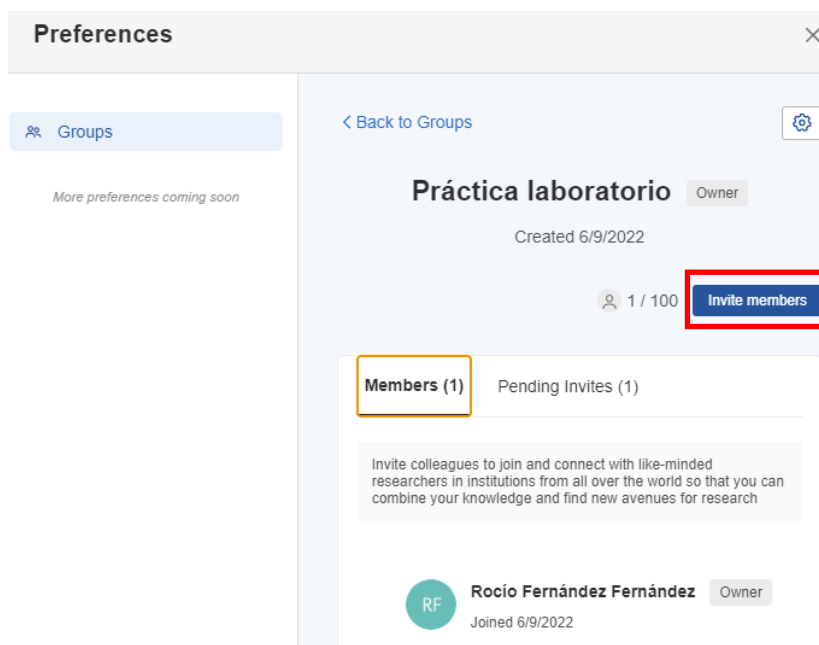 Preferences
Groups
More preferences coming soon
Back to Groups
Práctica laboratorio Owner
Created 6/9/2022
1 / 100 Invite members
Members (1) Pending Invites (1)
Invite colleagues to join and connect with like-minded
researchers in institutions from all over the world so that you can
combine your knowledge and find new avenues for research
RF
Rocío Fernández Fernández Owner
Joined 6/9/2022